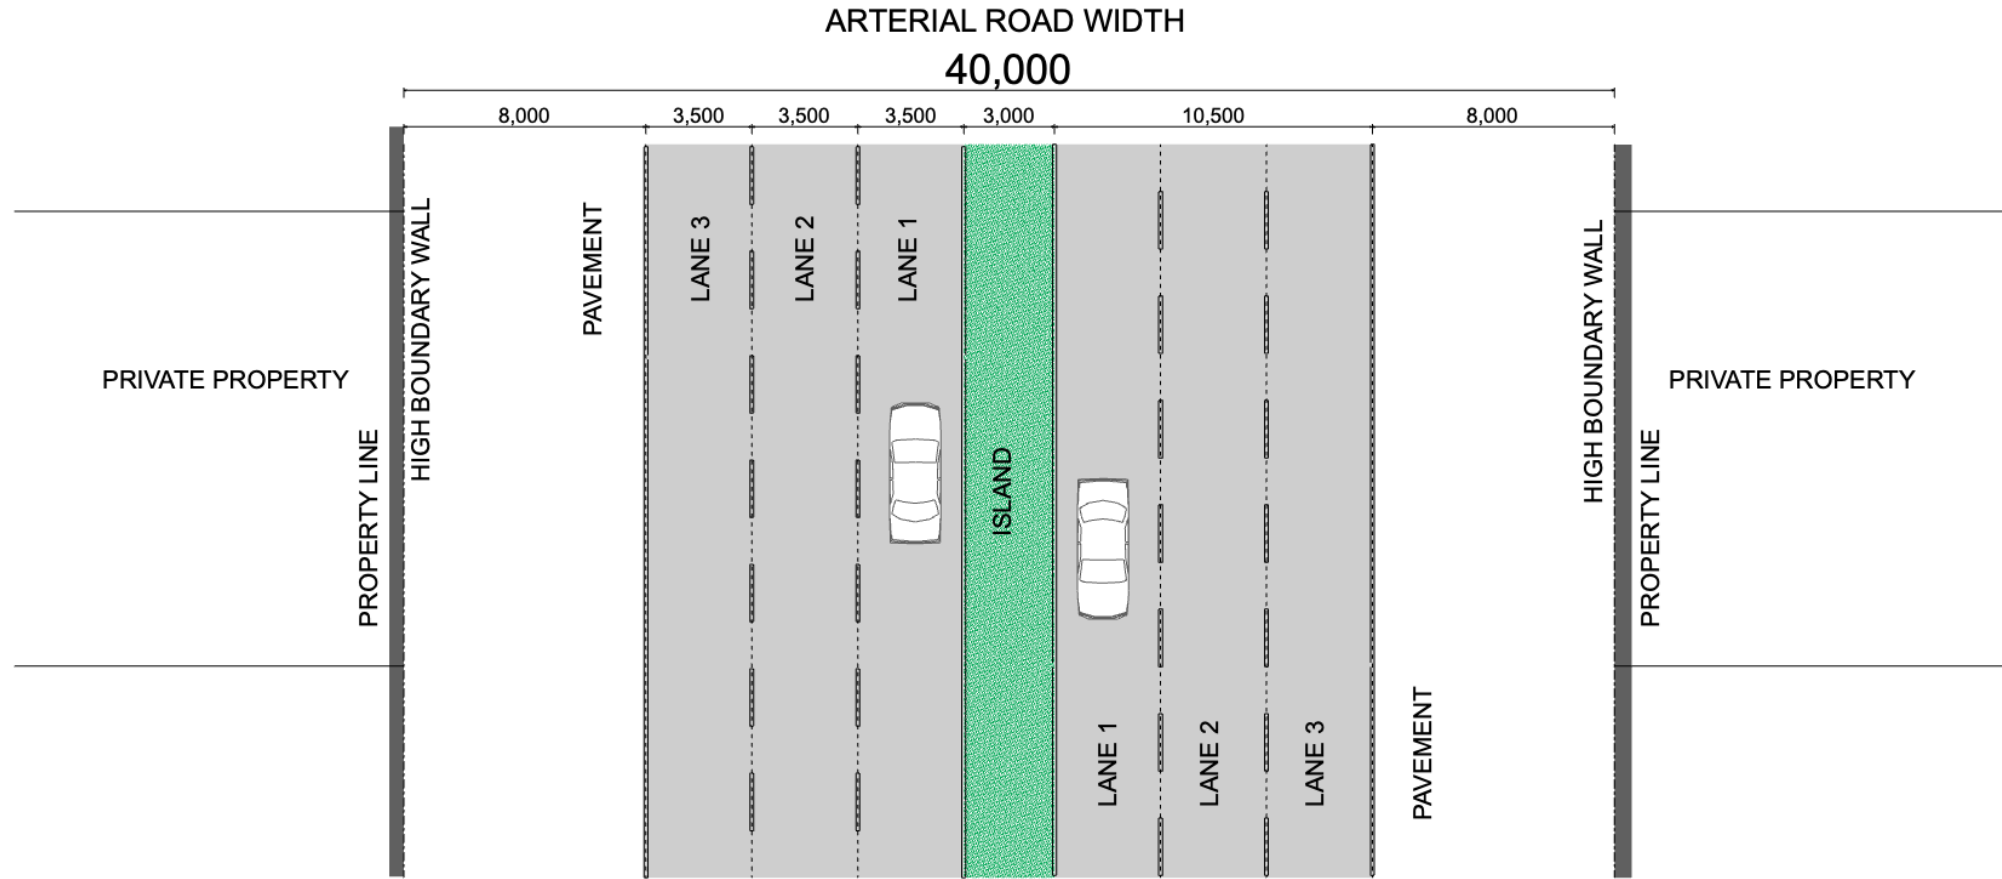 ARTERIAL ROAD WIDTH
40,000
8,000
3,500
3,500
3,500
3,000
10,500
8,000
PRIVATE PROPERTY
PROPERTY LINE
HIGH BOUNDARY WALL
PAVEMENT
LANE 3
LANE 2
LANE 1
ISLAND
LANE 1
LANE 2
LANE 3
PAVEMENT
HIGH BOUNDARY WALL
PROPERTY LINE
PRIVATE PROPERTY